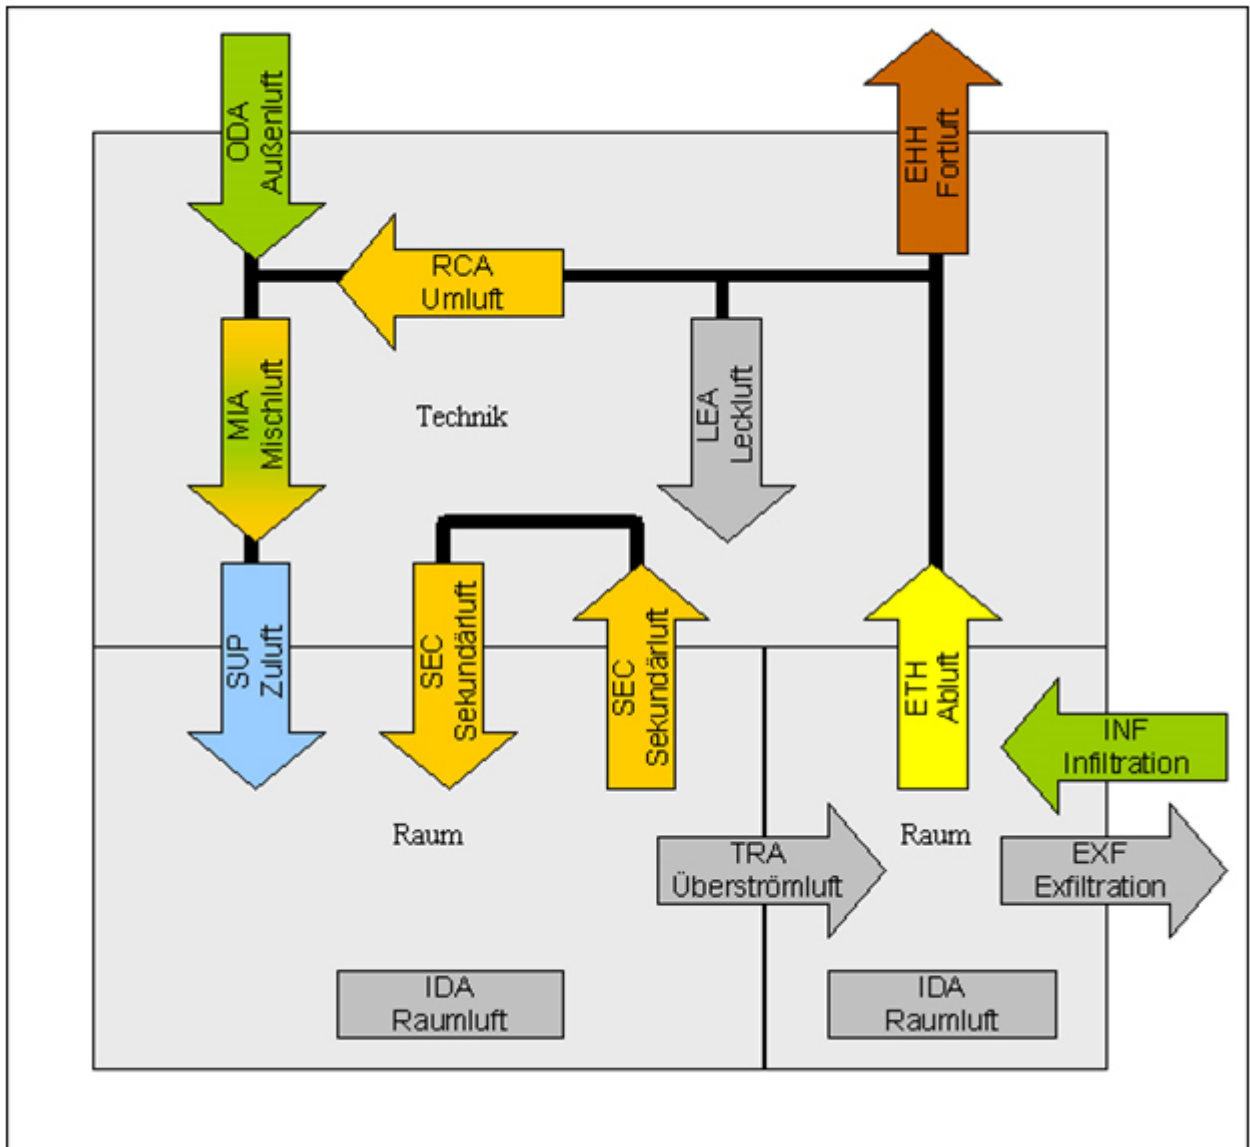 ODA
Außenluft
EHH
Fortluft
RCA
Umluft
MIA
Mischluft
LEA
Leckluft
Technik
SUP
Zuluft
SEC
Sekundärluft
SEC
Sekundärluft
ETH
Abluft
INF
Infiltration
Raum
Raum
TRA
Überströmluft
EXF
Exfiltration
IDA
Raumluft
IDA
Raumluft